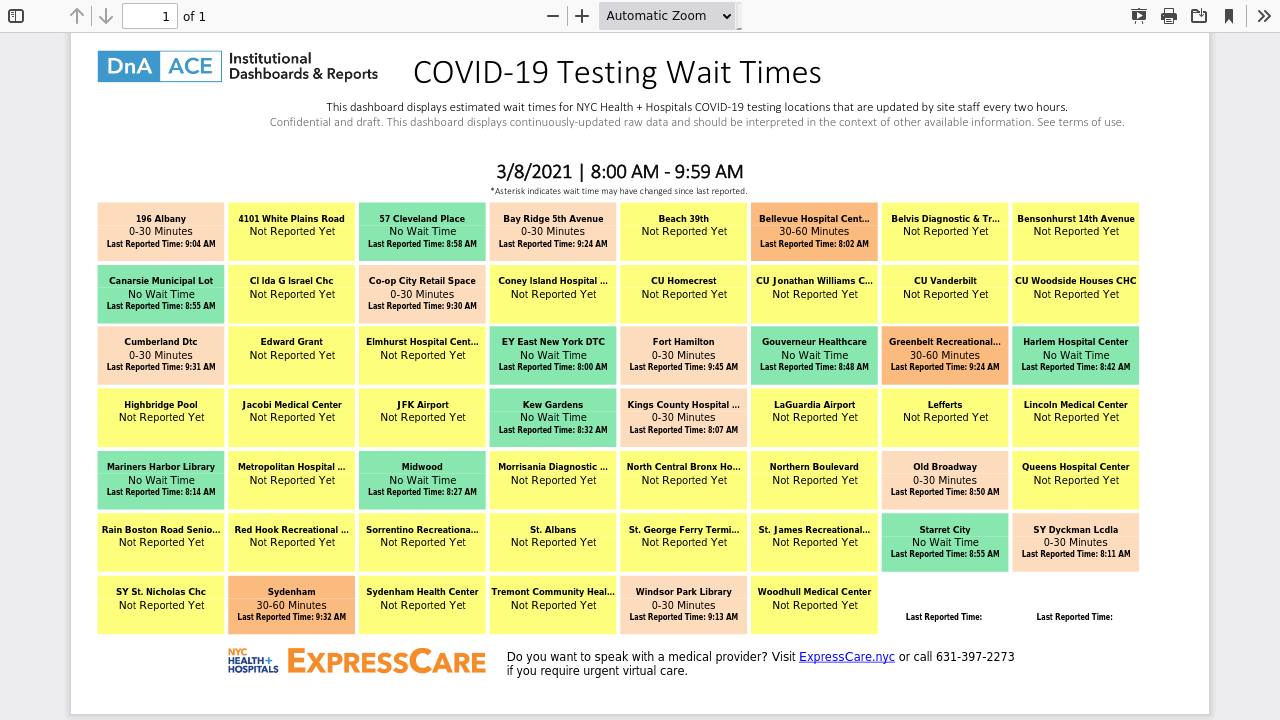 1 of 1 Automatic Zoom
DnA ACE Institutional
Dashboards & Reports
COVID-19 Testing Wait Times
This dashboard displays estimated wait times for NYC Health + Hospitals COVID-19 testing locations that are updated by site staff every two hours.
Confidential and draft. This dashboard displays continuously-updated raw data and should be interpreted in the context of other available information. See terms of use.
3/8/2021 | 8:00 AM - 9:59 AM
*Asterisk indicates wait time may have changed since last reported.
196 Albany
0-30 Minutes
Last Reported Time: 9:04 AM
4101 White Plains Road
Not Reported Yet
57 Cleveland Place
No Wait Time
Last Reported Time: 8:58 AM
Bay Ridge 5th Avenue
0-30 Minutes
Last Reported Time: 9:24 AM
Beach 39th
Not Reported Yet
Bellevue Hospital Cent...
30-60 Minutes
Last Reported Time: 8:02 AM
Belvis Diagnostic & Tr...
Not Reported Yet
Bensonhurst 14th Avenue
Not Reported Yet
Canarsie Municipal Lot
No Wait Time
Last Reported Time: 8:55 AM
Cl Ida G Israel Chc
Not Reported Yet
Co-op City Retail Space
0-30 Minutes
Last Reported Time: 9:30 AM
Coney Island Hospital ...
Not Reported Yet
CU Homecrest
Not Reported Yet
CU Jonathan Williams C...
Not Reported Yet
CU Vanderbilt
Not Reported Yet
CU Woodside Houses CHC
Not Reported Yet
Cumberland Dtc
0-30 Minutes
Last Reported Time: 9:31 AM
Edward Grant
Not Reported Yet
Elmhurst Hospital Cent...
Not Reported Yet
EY East New York DTC
No Wait Time
Last Reported Time: 8:00 AM
Fort Hamilton
0-30 Minutes
Last Reported Time: 9:45 AM
Gouverneur Healthcare
No Wait Time
Last Reported Time: 8:48 AM
Greenbelt Recreational...
30-60 Minutes
Last Reported Time: 9:24 AM
Harlem Hospital Center
No Wait Time
Last Reported Time: 8:42 AM
Highbridge Pool
Not Reported Yet
Jacobi Medical Center
Not Reported Yet
JFK Airport
Not Reported Yet
Kew Gardens
No Wait Time
Last Reported Time: 8:32 AM
Kings County Hospital ...
0-30 Minutes
Last Reported Time: 8:07 AM
LaGuardia Airport
Not Reported Yet
Lefferts
Not Reported Yet
Lincoln Medical Center
Not Reported Yet
Mariners Harbor Library
No Wait Time
Last Reported Time: 8:14 AM
Metropolitan Hospital ...
Not Reported Yet
Midwood
No Wait Time
Last Reported Time: 8:27 AM
Morrisania Diagnostic ...
Not Reported Yet
North Central Bronx Ho...
Not Reported Yet
Northern Boulevard
Not Reported Yet
Old Broadway
0-30 Minutes
Last Reported Time: 8:50 AM
Queens Hospital Center
Not Reported Yet
Rain Boston Road Senio...
Not Reported Yet
Red Hook Recreational ...
Not Reported Yet
Sorrentino Recreationa...
Not Reported Yet
St. Albans
Not Reported Yet
St. George Ferry Termi...
Not Reported Yet
St. James Recreational...
Not Reported Yet
Starret City
No Wait Time
Last Reported Time: 8:55 AM
SY Dyckman Lcdla
0-30 Minutes
Last Reported Time: 8:11 AM
SY St. Nicholas Chc
Not Reported Yet
Sydenham
30-60 Minutes
Last Reported Time: 9:32 AM
Sydenham Health Center
Not Reported Yet
Tremont Community Heal...
Not Reported Yet
Windsor Park Library
0-30 Minutes
Last Reported Time: 9:13 AM
Woodhull Medical Center
Not Reported Yet
Last Reported Time:
Last Reported Time:
NYC
HEALTH+
HOSPITALS
EXPRESSCARE
Do you want to speak with a medical provider? Visit ExpressCare.nyc or call 631-397-2273
if you require urgent virtual care.